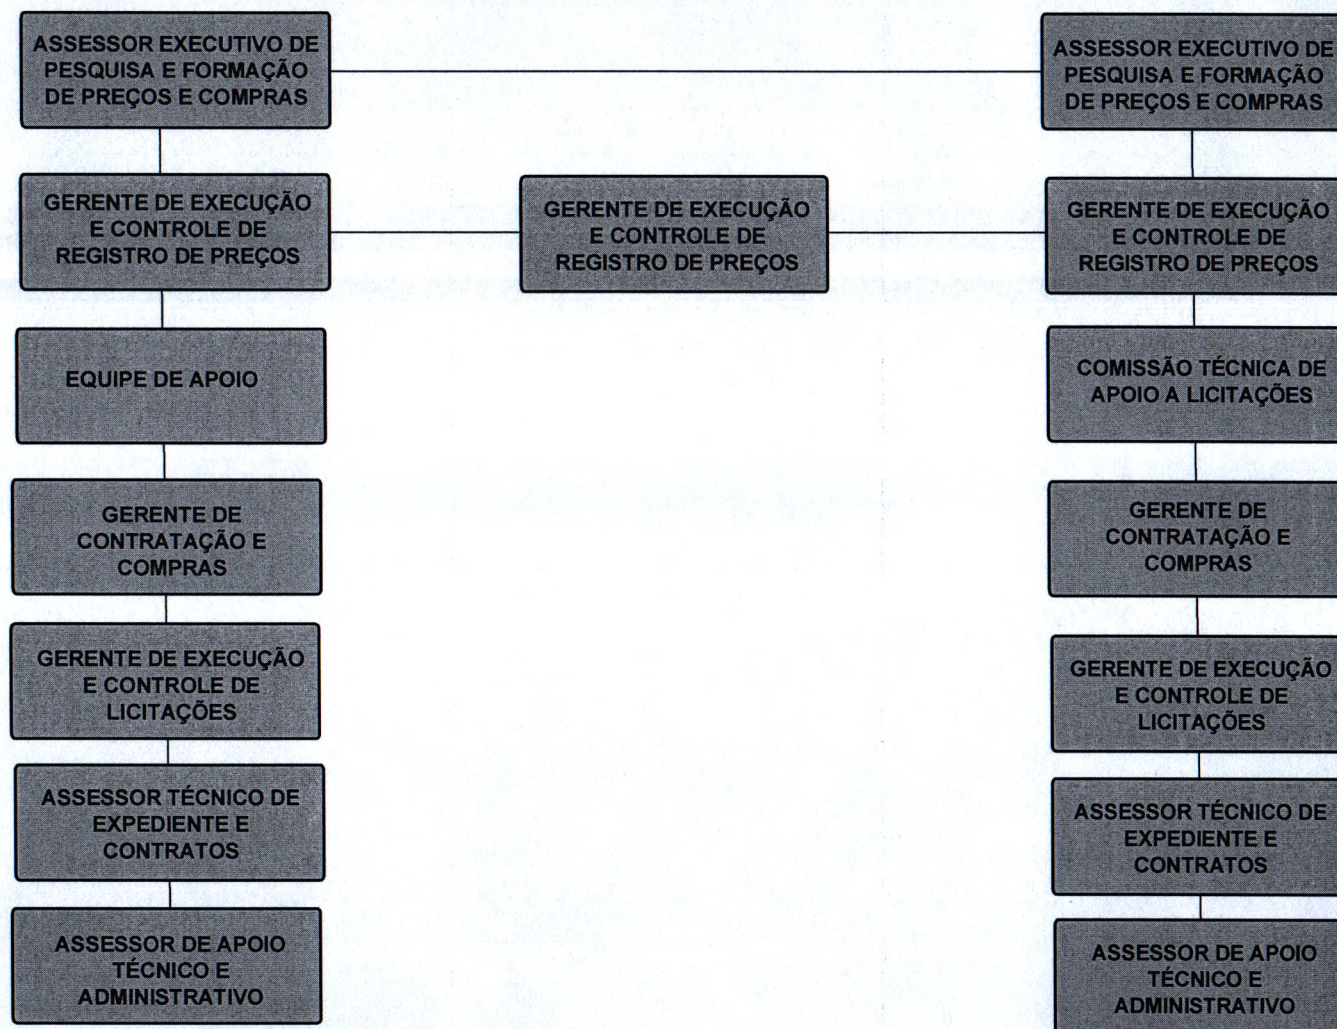 ASSESSOR EXECUTIVO DE
PESQUISA E FORMAÇÃO
DE PREÇOS E COMPRAS
ASSESSOR EXECUTIVO DE
PESQUISA E FORMAÇÃO
DE PREÇOS E COMPRAS
GERENTE DE EXECUÇÃO
E CONTROLE DE
REGISTRO DE PREÇOS
GERENTE DE EXECUÇÃO
E CONTROLE DE
REGISTRO DE PREÇOS
GERENTE DE EXECUÇÃO
E CONTROLE DE
REGISTRO DE PREÇOS
EQUIPE DE APOIO
COMISSÃO TÉCNICA DE
APOIO A LICITAÇÕES
GERENTE DE
CONTRATAÇÃO E
COMPRAS
GERENTE DE
CONTRATAÇÃO E
COMPRAS
GERENTE DE EXECUÇÃO
E CONTROLE DE
LICITAÇÕES
GERENTE DE EXECUÇÃO
E CONTROLE DE
LICITAÇÕES
ASSESSOR TÉCNICO DE
EXPEDIENTE E
CONTRATOS
ASSESSOR TÉCNICO DE
EXPEDIENTE E
CONTRATOS
ASSESSOR DE APOIO
TÉCNICO E
ADMINISTRATIVO
ASSESSOR DE APOIO
TÉCNICO E
ADMINISTRATIVO